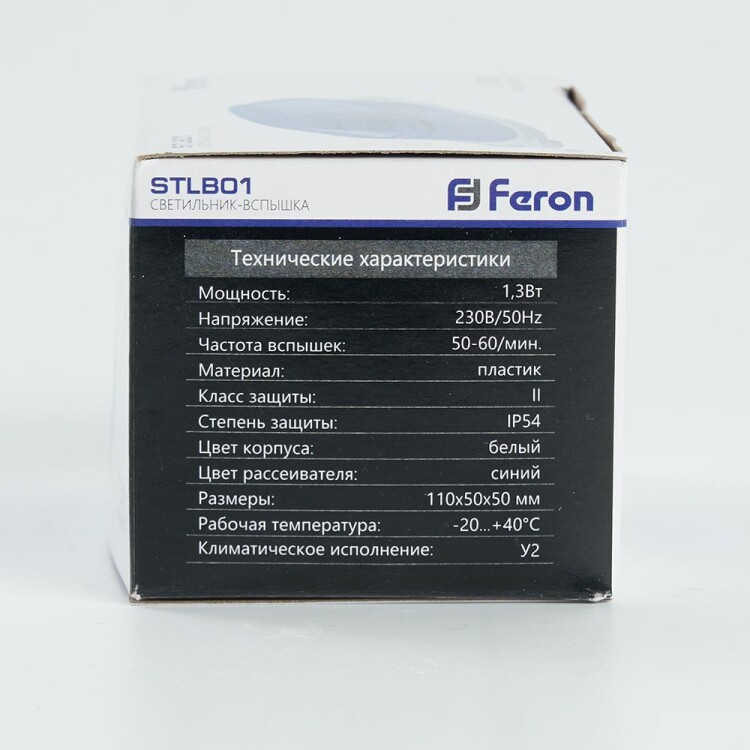 STLB01
СВЕТИЛЬНИК-ВСПЫШКА
Feron
Технические характеристики
Мощность: 1,3Вт
Напряжение: 230В/50Hz
Частота вспышек: 50-60/мин.
Материал: пластик
Класс защиты: II
Степень защиты: IP54
Цвет корпуса: белый
Цвет рассеивателя: синий
Размеры: 110x50x50 мм
Рабочая температура: -20...+40°C
Климатическое исполнение: У2